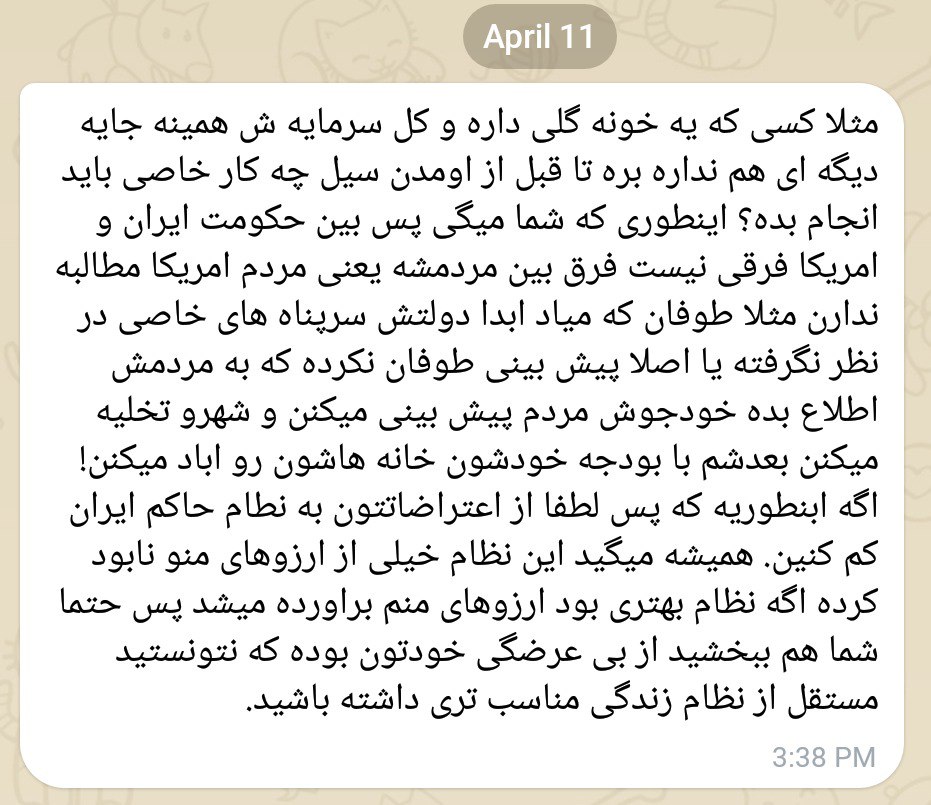 April 11
مثلا کسی که یه خونه گلی داره و کل سرمایه ش همینه جایه
دیگه ای هم نداره بره تا قبل از اومدن سیل چه کار خاصی باید
انجام بده؟ اینطوری که شما میگی پس بین حکومت ایران و
امریکا فرقی نیست فرق بین مردمشه یعنی مردم امریکا مطالبه
ندارن مثلا طوفان که میاد ابدا دولتش سرپناه های خاصی در
نظر نگرفته یا اصلا پیش بینی طوفان نکرده که به مردمش
اطلاع بده خودجوش مردم پیش بینی میکنن و شهرو تخلیه
میکنن بعدشم با بودجه خودشون خانه هاشون رو اباد میکنن!
اگه ابنطوریه که پس لطفا از اعتراضاتتون به نطام حاکم ایران
کم کنین. همیشه میگید این نظام خیلی از ارزوهای منو نابود
کرده اگه نظام بهتری بود ارزوهای منم براورده میشد پس حتما
شما هم ببخشید از بی عرضگی خودتون بوده که نتونستید
مستقل از نظام زندگی مناسب تری داشته باشید.
3:38 PM